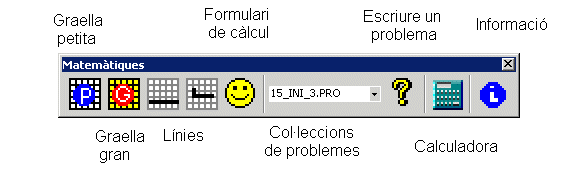 Graella
petita
Formulari
de càlcul
Escriure un
problema
Informació
Matemàtiques
P
G
15_INI_3.PRO
?
i
Graella
gran
Línies
Col·leccions
de problemes
Calculadora